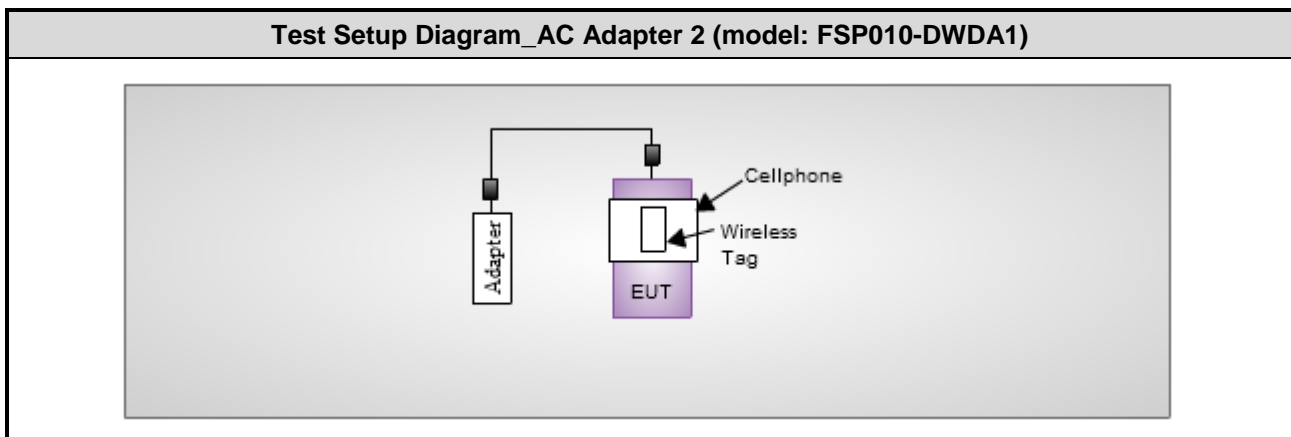 Test Setup Diagram_AC Adapter 2 (model: FSP010-DWDA1)
Cellphone
Wireless
Tag
Adapter
EUT